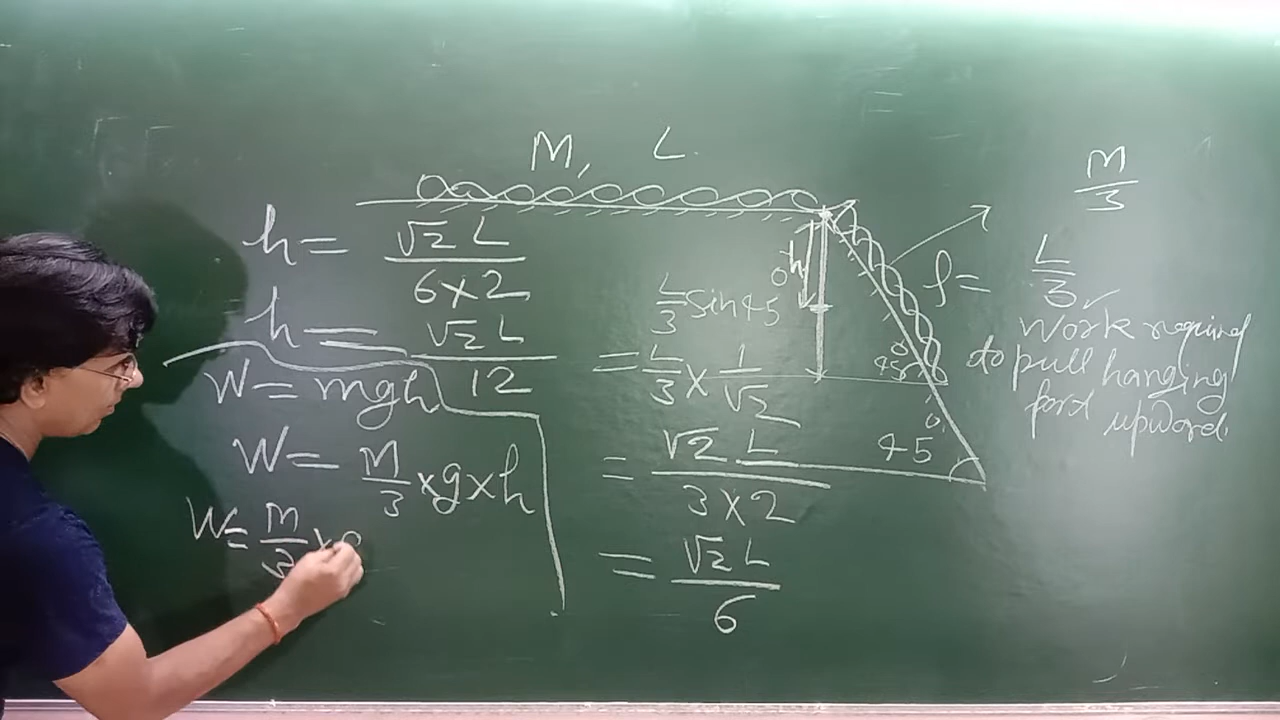 M, L
M/3
h = √2 L / 6×2
h = √2 L / 12
W = mgh
W = M/3 × g × h
W = M/3 ×
h
L/3 sin45°
= L/3 × 1/√2
= √2 L / 3×2
= √2 L / 6
45°
45°
l = L/3
Work required
to pull hanging
part upward.